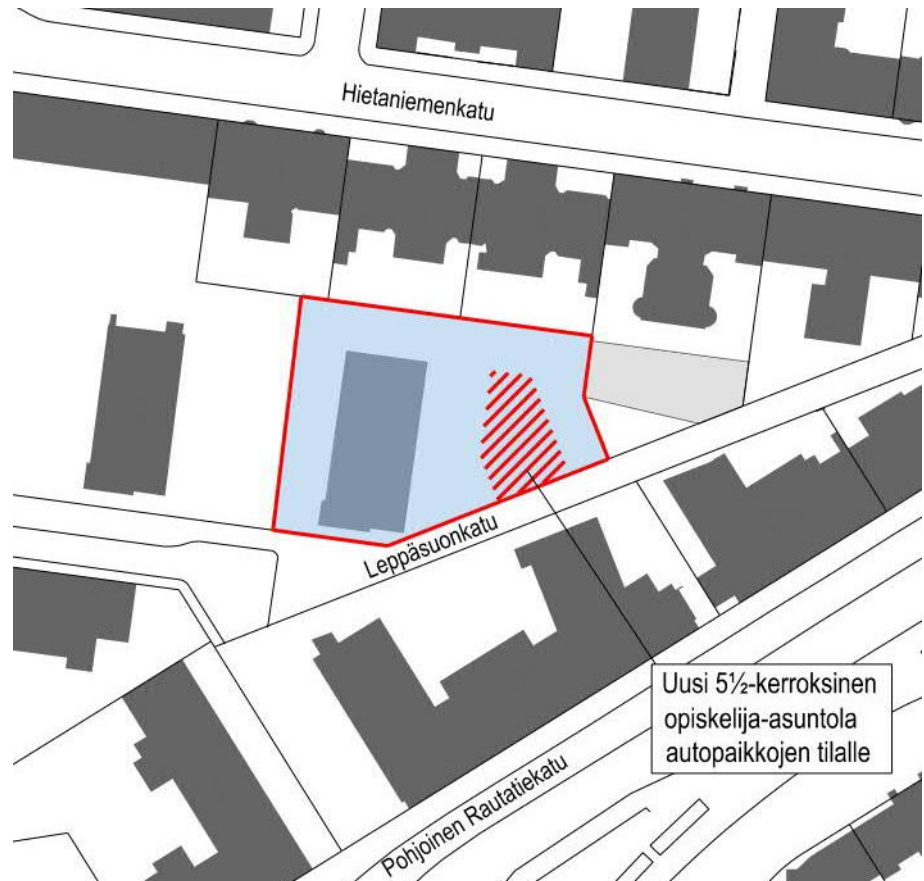 Hietaniemenkatu
Leppäsuonkatu
Uusi 5½-kerroksinen
opiskelija-asuntola
autopaikkojen tilalle
Pohjoinen Rautatiekatu